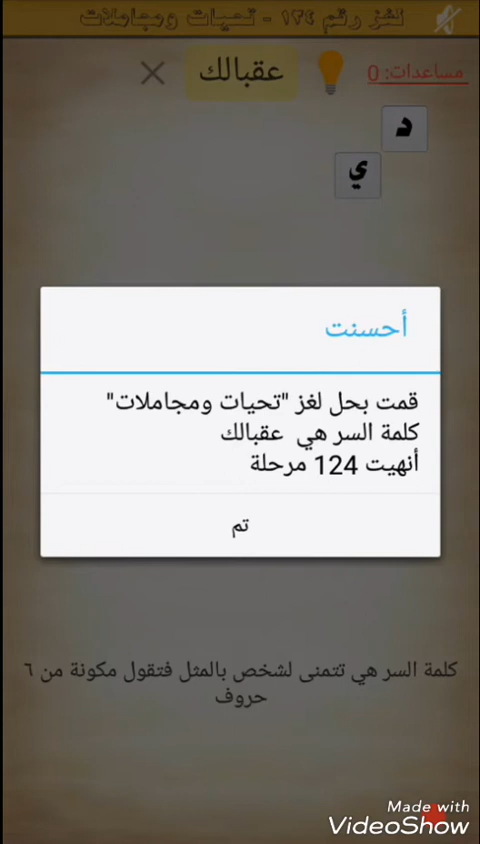 لغز رقم ١٢٤ - تحيات ومجاملات
مساعدات: 0
عقبالك
د
ي
أحسنت
قمت بحل لغز "تحيات ومجاملات"
كلمة السر هي عقبالك
أنهيت 124 مرحلة
تم
كلمة السر هي تتمنى لشخص بالمثل فتقول مكونة من ٦
حروف
Made with
VideoShow